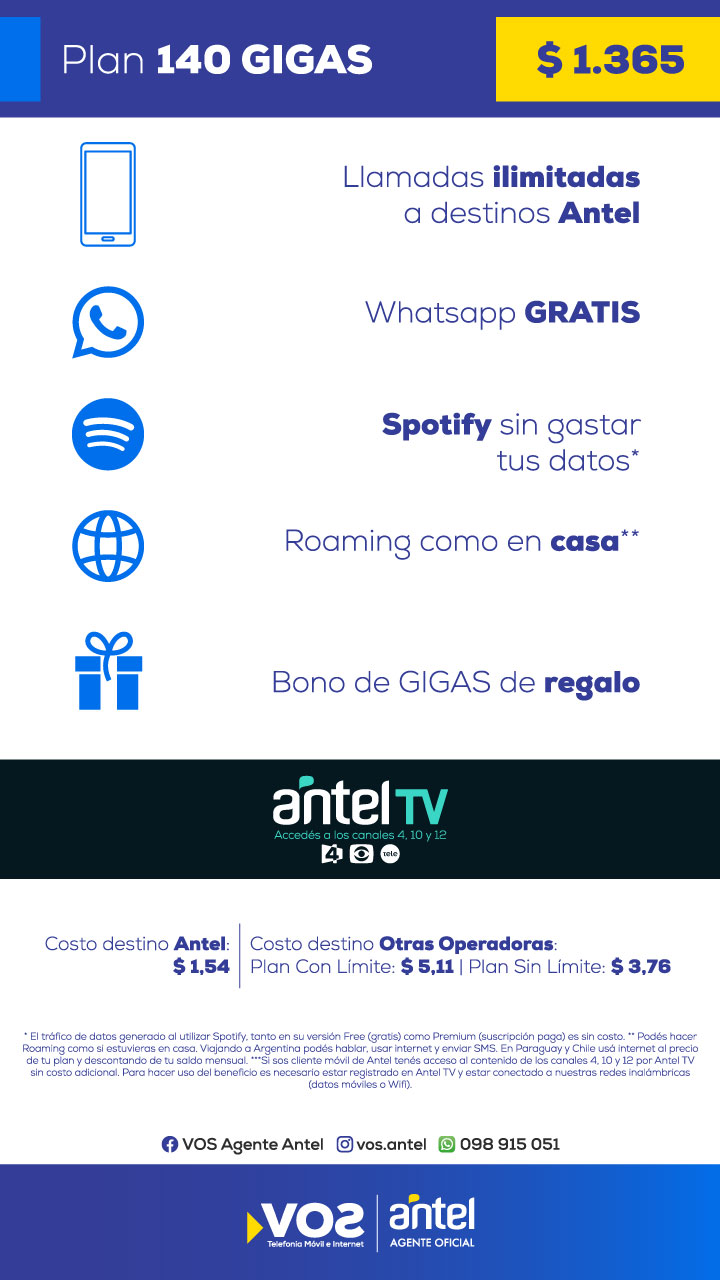 Plan 140 GIGAS
$ 1.365
Llamadas ilimitadas
a destinos Antel
Whatsapp GRATIS
Spotify sin gastar
tus datos*
Roaming como en casa**
Bono de GIGAS de regalo
antel TV
Accedés a los canales 4, 10 y 12
4 tele
Costo destino Antel:
$ 1,54
Costo destino Otras Operadoras:
Plan Con Límite: $ 5,11 | Plan Sin Límite: $ 3,76
* El tráfico de datos generado al utilizar Spotify, tanto en su versión Free (gratis) como Premium (suscripción paga) es sin costo. ** Podés hacer
Roaming como si estuvieras en casa. Viajando a Argentina podés hablar, usar internet y enviar SMS. En Paraguay y Chile usá internet al precio
de tu plan y descontando de tu saldo mensual. ***Si sos cliente móvil de Antel tenés acceso al contenido de los canales 4, 10 y 12 por Antel TV
sin costo adicional. Para hacer uso del beneficio es necesario estar registrado en Antel TV y estar conectado a nuestras redes inalámbricas
(datos móviles o Wifi).
VOS Agente Antel vos.antel 098 915 051
VOS
Telefonía Móvil e Internet
antel
AGENTE OFICIAL